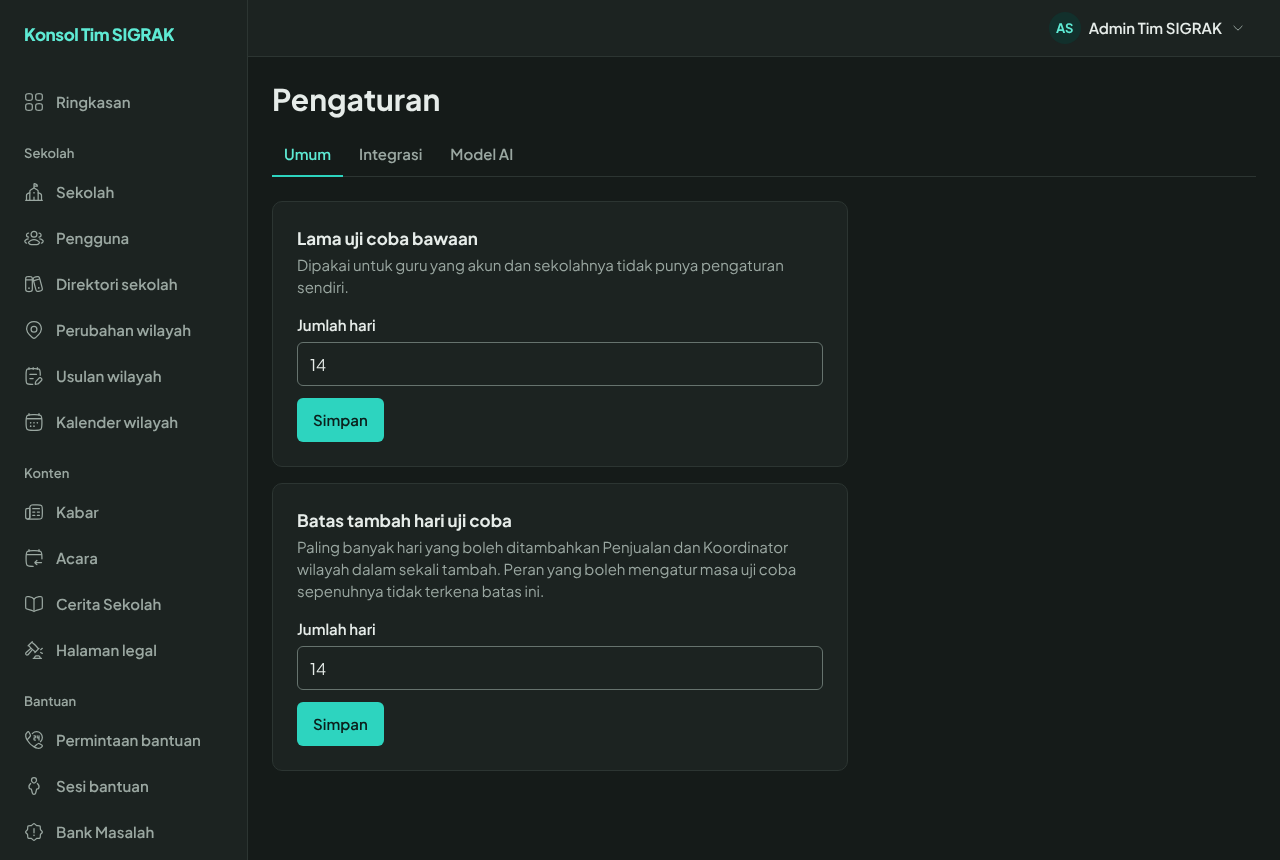 Konsol Tim SIGRAK
AS Admin Tim SIGRAK
Ringkasan
Sekolah
Sekolah
Pengguna
Direktori sekolah
Perubahan wilayah
Usulan wilayah
Kalender wilayah
Konten
Kabar
Acara
Cerita Sekolah
Halaman legal
Bantuan
Permintaan bantuan
Sesi bantuan
Bank Masalah
Pengaturan
Umum Integrasi Model AI
Lama uji coba bawaan
Dipakai untuk guru yang akun dan sekolahnya tidak punya pengaturan
sendiri.
Jumlah hari
14
Simpan
Batas tambah hari uji coba
Paling banyak hari yang boleh ditambahkan Penjualan dan Koordinator
wilayah dalam sekali tambah. Peran yang boleh mengatur masa uji coba
sepenuhnya tidak terkena batas ini.
Jumlah hari
14
Simpan